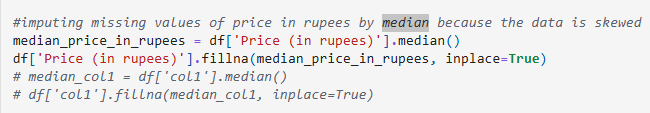 #imputing missing values of price in rupees by median because the data is skewed
median_price_in_rupees = df['Price (in rupees)'].median()
df['Price (in rupees)'].fillna(median_price_in_rupees, inplace=True)
# median_col1 = df['col1'].median()
# df['col1'].fillna(median_col1, inplace=True)